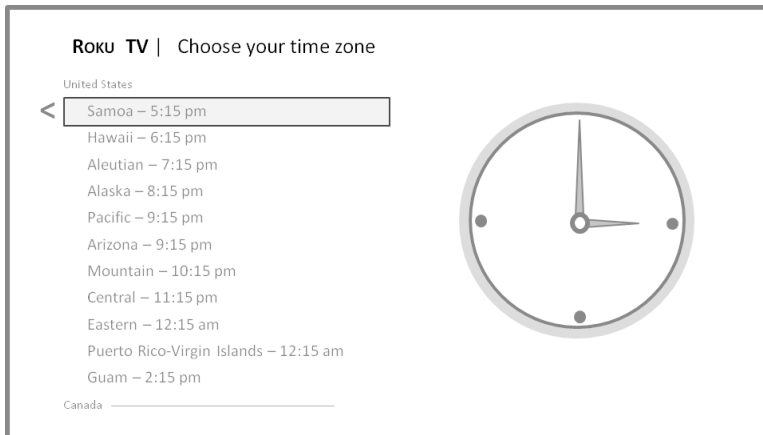 ROKU TV | Choose your time zone
United States
<
Samoa – 5:15 pm
Hawaii – 6:15 pm
Aleutian – 7:15 pm
Alaska – 8:15 pm
Pacific – 9:15 pm
Arizona – 9:15 pm
Mountain – 10:15 pm
Central – 11:15 pm
Eastern – 12:15 am
Puerto Rico-Virgin Islands – 12:15 am
Guam – 2:15 pm
Canada